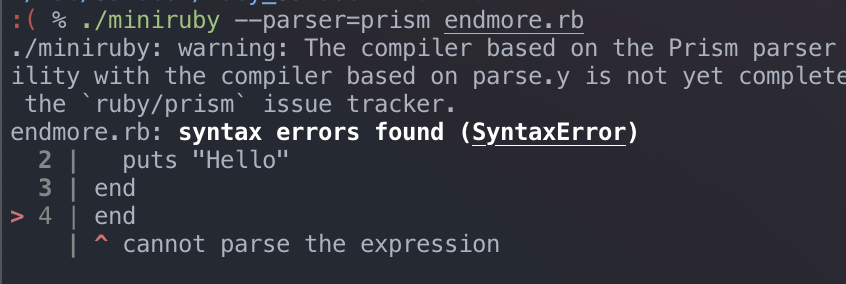 :( % ./miniruby --parser=prism endmore.rb
./miniruby: warning: The compiler based on the Prism parser
ility with the compiler based on parse.y is not yet complete
 the `ruby/prism` issue tracker.
endmore.rb: syntax errors found (SyntaxError)
  2 |   puts "Hello"
  3 | end
> 4 | end
    | ^ cannot parse the expression